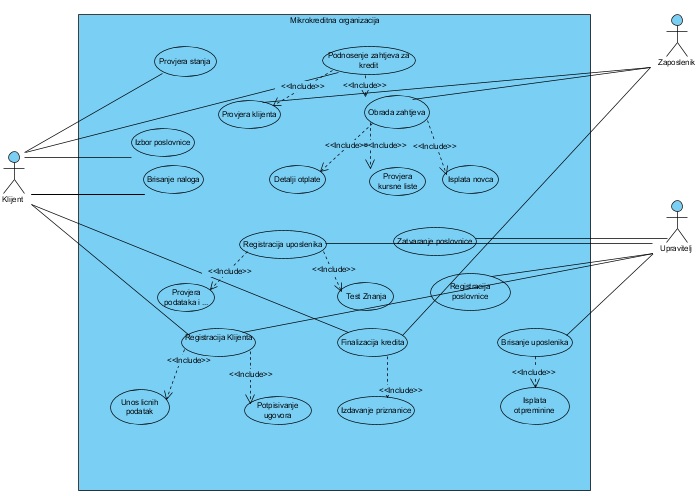 Mikrokreditna organizacija
Provjera stanja
Podnosenje zahtjeva za
kredit
Zaposlenik
<<Include>>
<<Include>>
Provjera klijenta
Obrada zahtjeva
Izbor poslovnice
<<Include>>
<<Include>>
<<Include>>
Klijent
Brisanje naloga
Detalji otplate
Provjera
kursne liste
Isplata novca
Registracija uposlenika
Zatvaranje poslovnice
Upravitelj
<<Include>>
<<Include>>
Provjera
podataka i ...
Test Znanja
Registracija
poslovnice
Registracija Klijenta
Finalizacija kredita
Brisanje uposlenika
<<Include>>
<<Include>>
<<Include>>
<<Include>>
Unos licnih
podatak
Potpisivanje
ugovora
Izdavanje priznanice
Isplata
otpreminine